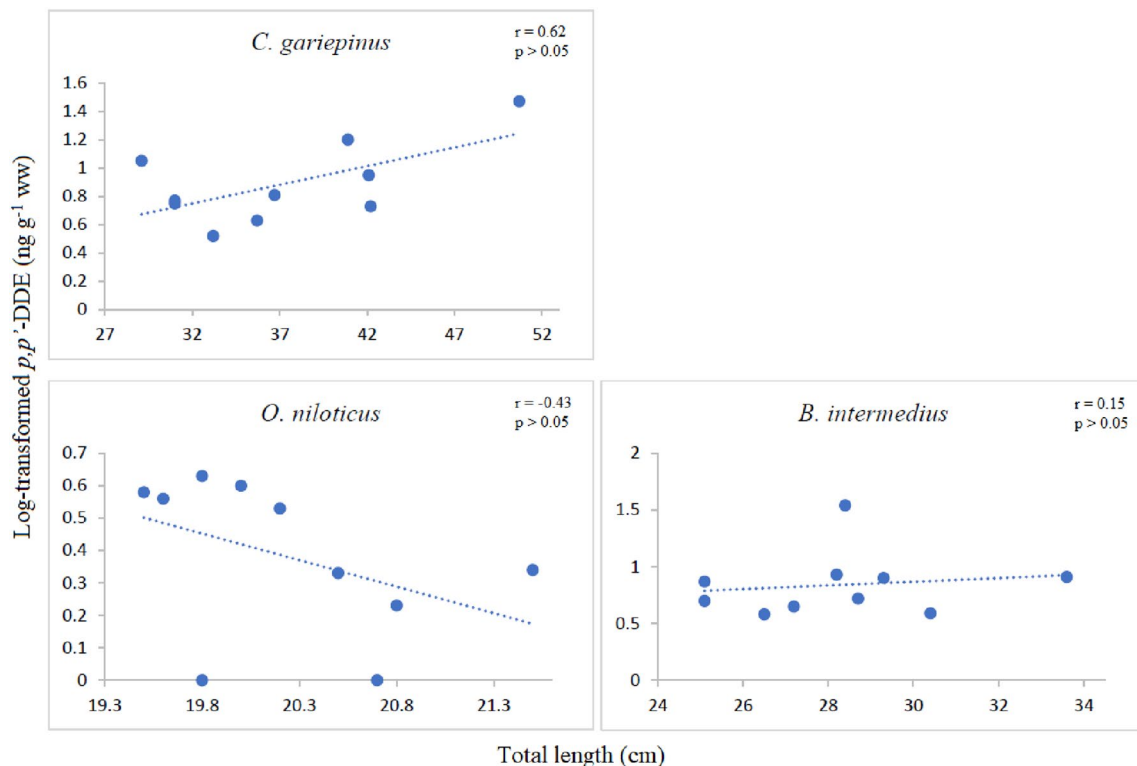 C. gariepinus
r = 0.62
p > 0.05
1.6
1.4
1.2
1
0.8
0.6
0.4
0.2
0
27 32 37 42 47 52
Log-transformed p,p'-DDE (ng g-1 ww)
O. niloticus
r = -0.43
p > 0.05
0.7
0.6
0.5
0.4
0.3
0.2
0.1
0
19.3 19.8 20.3 20.8 21.3
B. intermedius
r = 0.15
p > 0.05
2
1.5
1
0.5
0
24 26 28 30 32 34
Total length (cm)